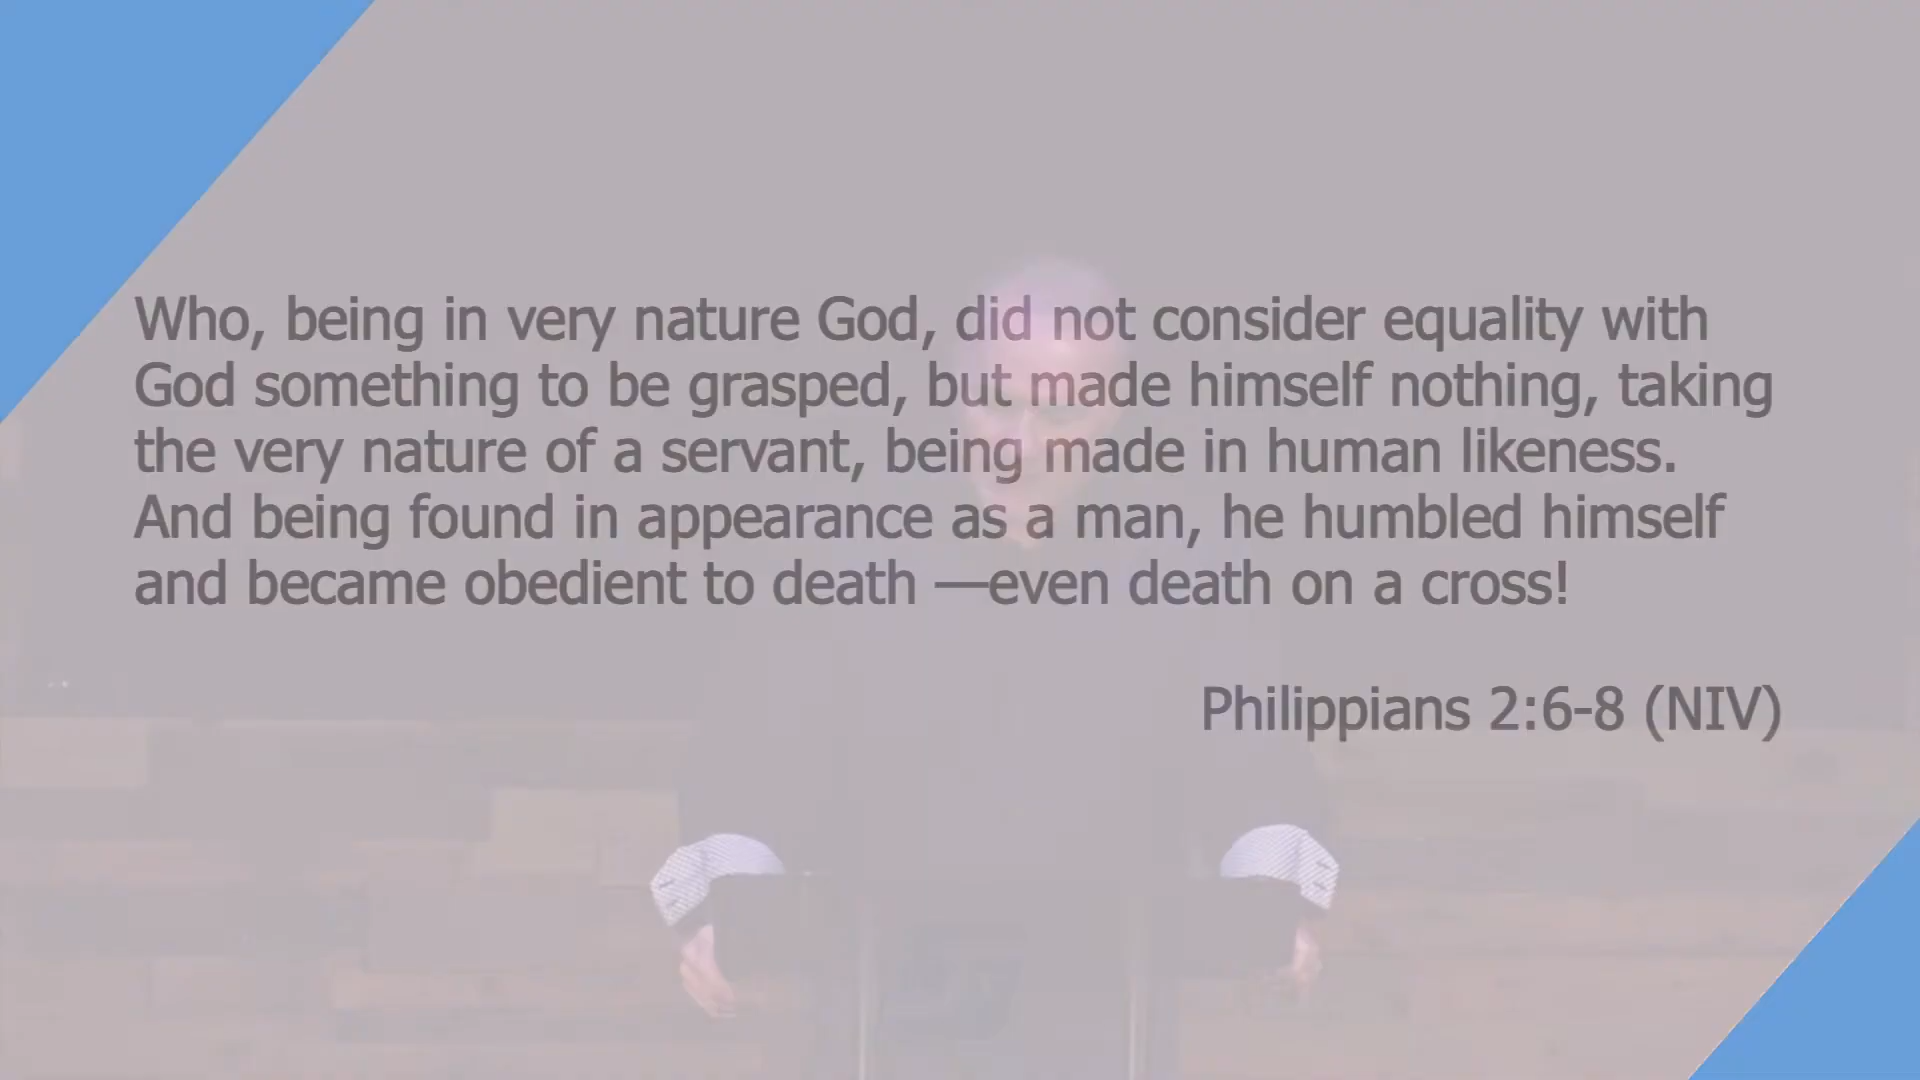 Who, being in very nature God, did not consider equality with
God something to be grasped, but made himself nothing, taking
the very nature of a servant, being made in human likeness.
And being found in appearance as a man, he humbled himself
and became obedient to death —even death on a cross!
Philippians 2:6-8 (NIV)